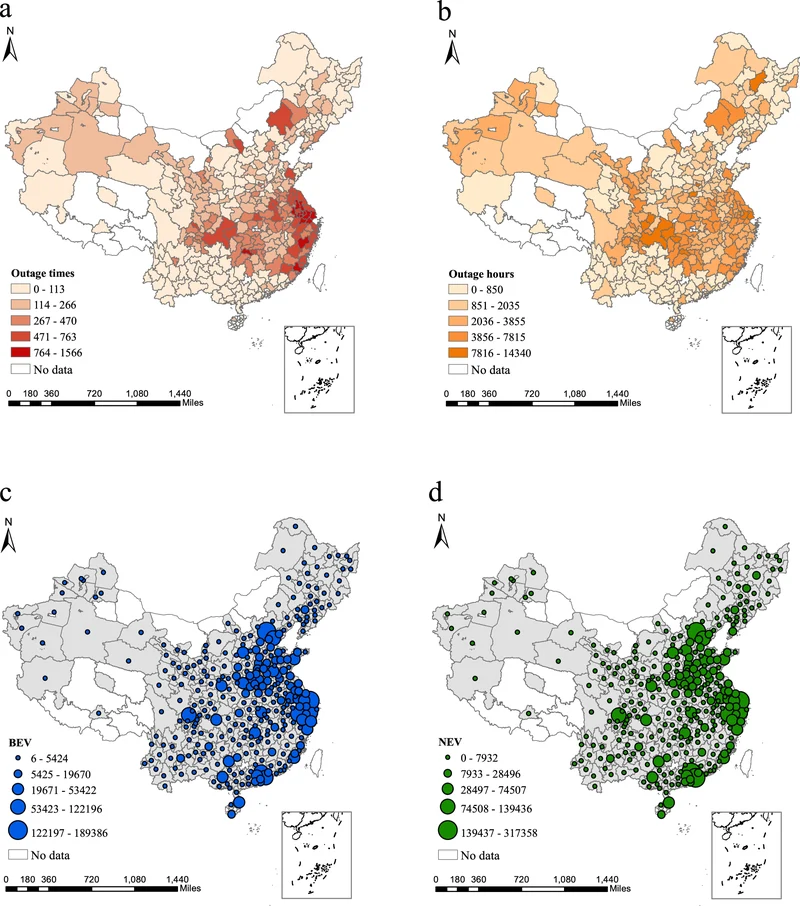 a
N
Outage times
0 - 113
114 - 266
267 - 470
471 - 763
764 - 1566
No data
0 180 360 720 1,080 1,440
Miles
b
N
Outage hours
0 - 850
851 - 2035
2036 - 3855
3856 - 7815
7816 - 14340
No data
0 180 360 720 1,080 1,440
Miles
c
N
BEV
6 - 5424
5425 - 19670
19671 - 53422
53423 - 122196
122197 - 189386
No data
0 180 360 720 1,080 1,440
Miles
d
N
NEV
0 - 7932
7933 - 28496
28497 - 74507
74508 - 139436
139437 - 317358
No data
0 180 360 720 1,080 1,440
Miles